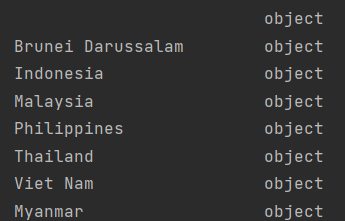 object
Brunei Darussalam object
Indonesia object
Malaysia object
Philippines object
Thailand object
Viet Nam object
Myanmar object